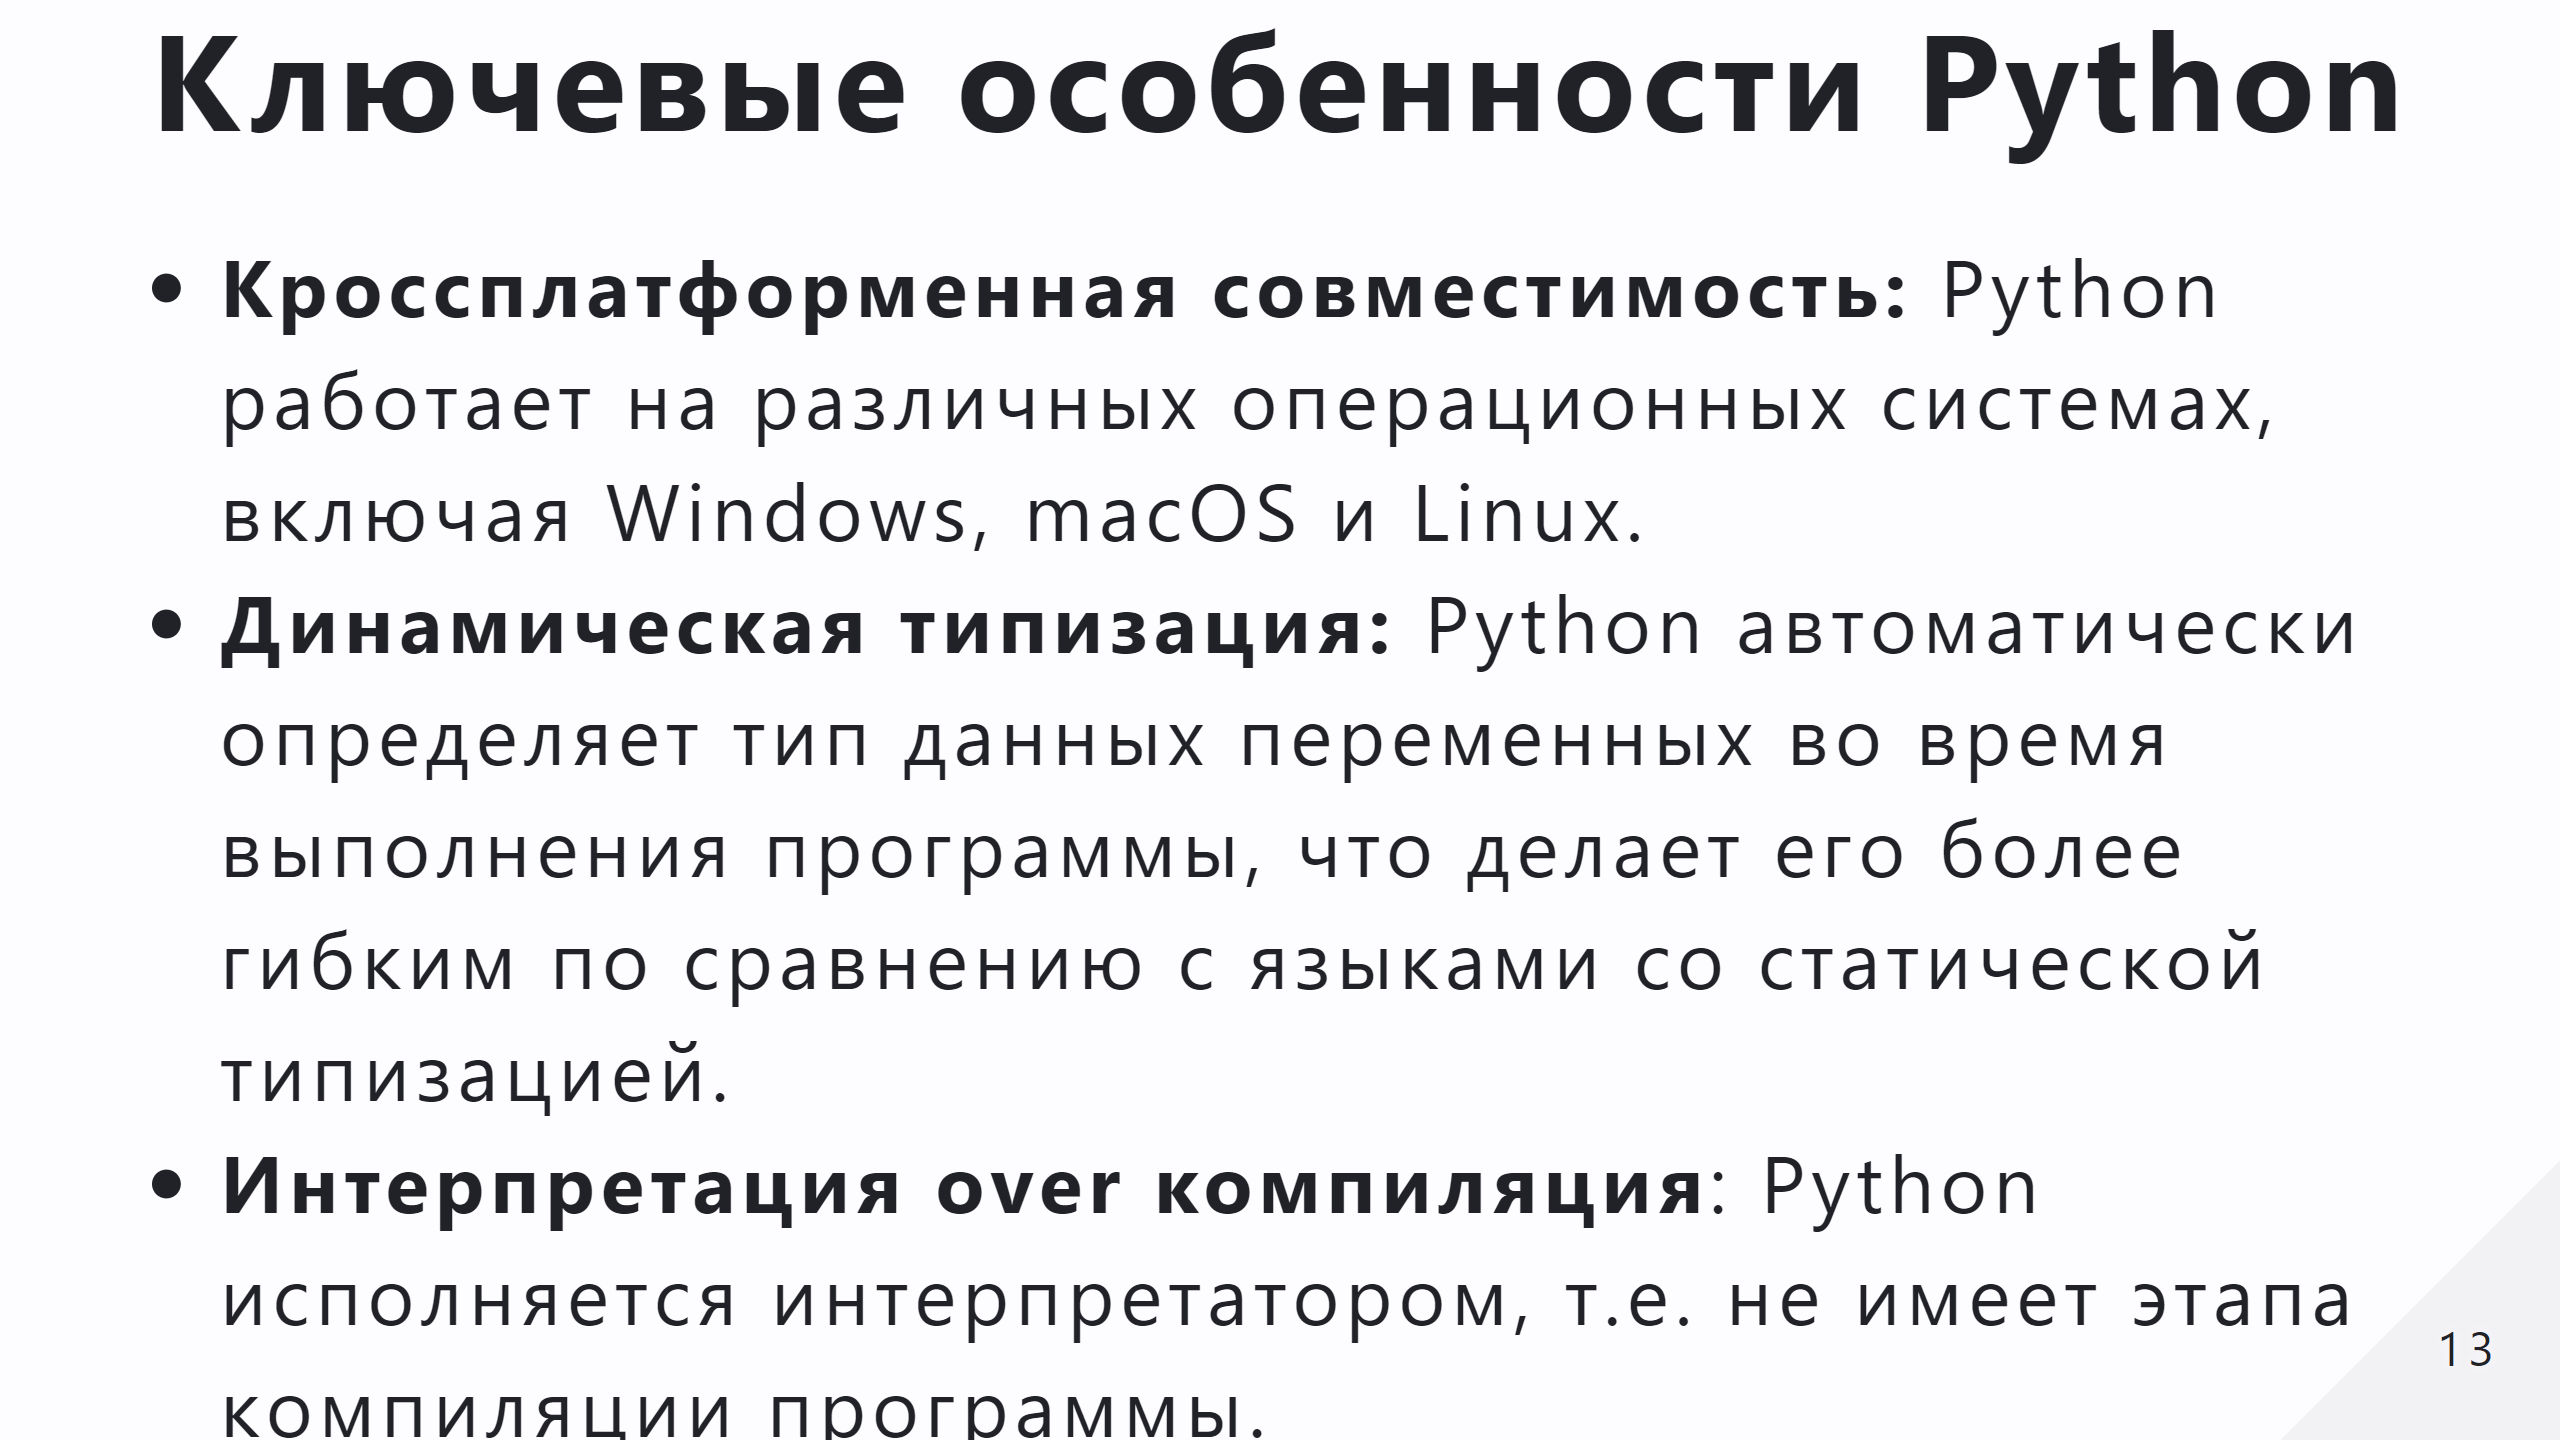 Ключевые особенности Python
• Кроссплатформенная совместимость: Python
работает на различных операционных системах,
включая Windows, macOS и Linux.
• Динамическая типизация: Python автоматически
определяет тип данных переменных во время
выполнения программы, что делает его более
гибким по сравнению с языками со статической
типизацией.
• Интерпретация over компиляция: Python
исполняется интерпретатором, т.е. не имеет этапа
компиляции программы.
13